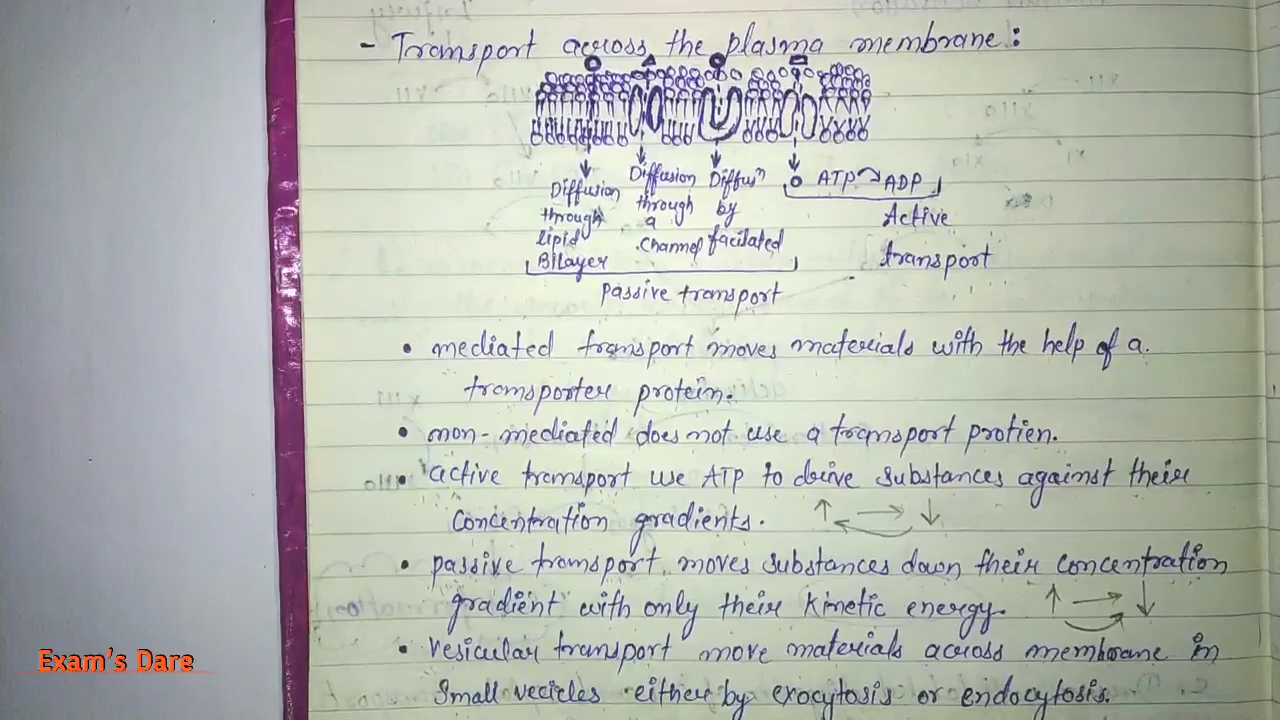 - Transport across the plasma membrane:
Diffusion through lipid Bilayer
Diffusion through a channel
Diffusⁿ by facilated
ATP ADP
Active transport
Passive transport
• mediated transport moves materials with the help of a
transporter protein.
• non-mediated does not use a transport protien.
• active transport use ATP to drive substances against their
concentration gradients.
• passive transport moves substances down their concentration
gradient with only their kinetic energy.
• vesicular transport move materials across membrane in
small vecicles either by exocytosis or endocytosis.
Exam's Dare